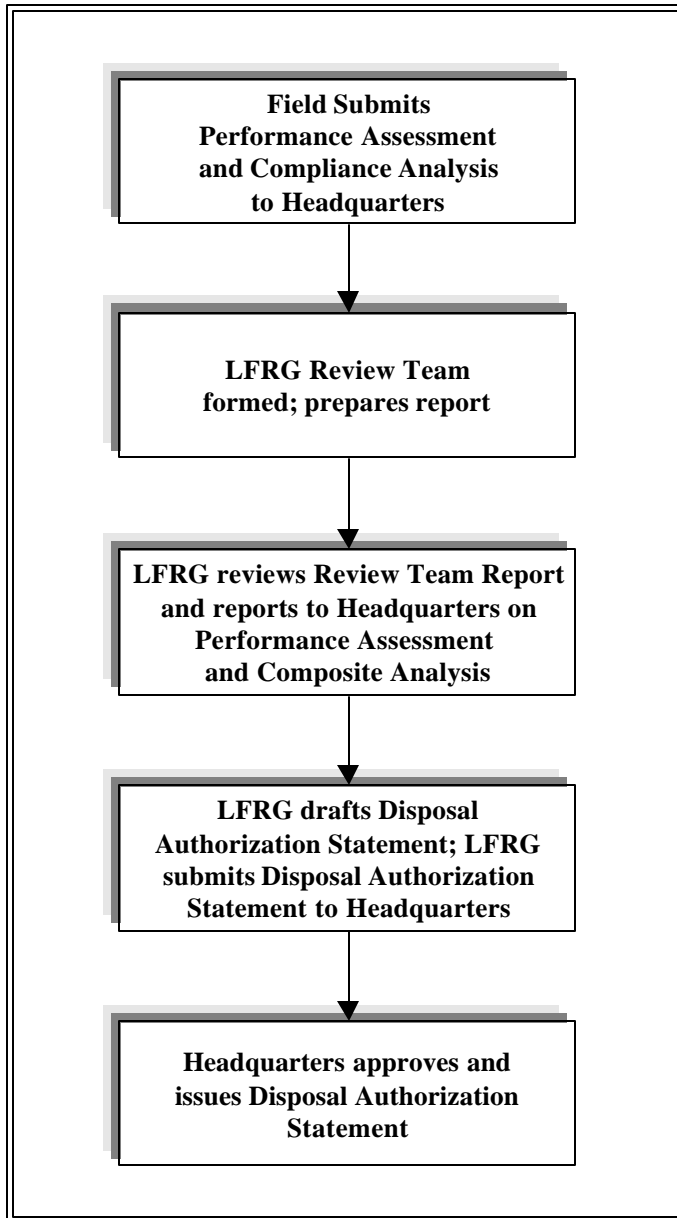 Field Submits
Performance Assessment
and Compliance Analysis
to Headquarters
LFRG Review Team
formed; prepares report
LFRG reviews Review Team Report
and reports to Headquarters on
Performance Assessment
and Composite Analysis
LFRG drafts Disposal
Authorization Statement; LFRG
submits Disposal Authorization
Statement to Headquarters
Headquarters approves and
issues Disposal Authorization
Statement